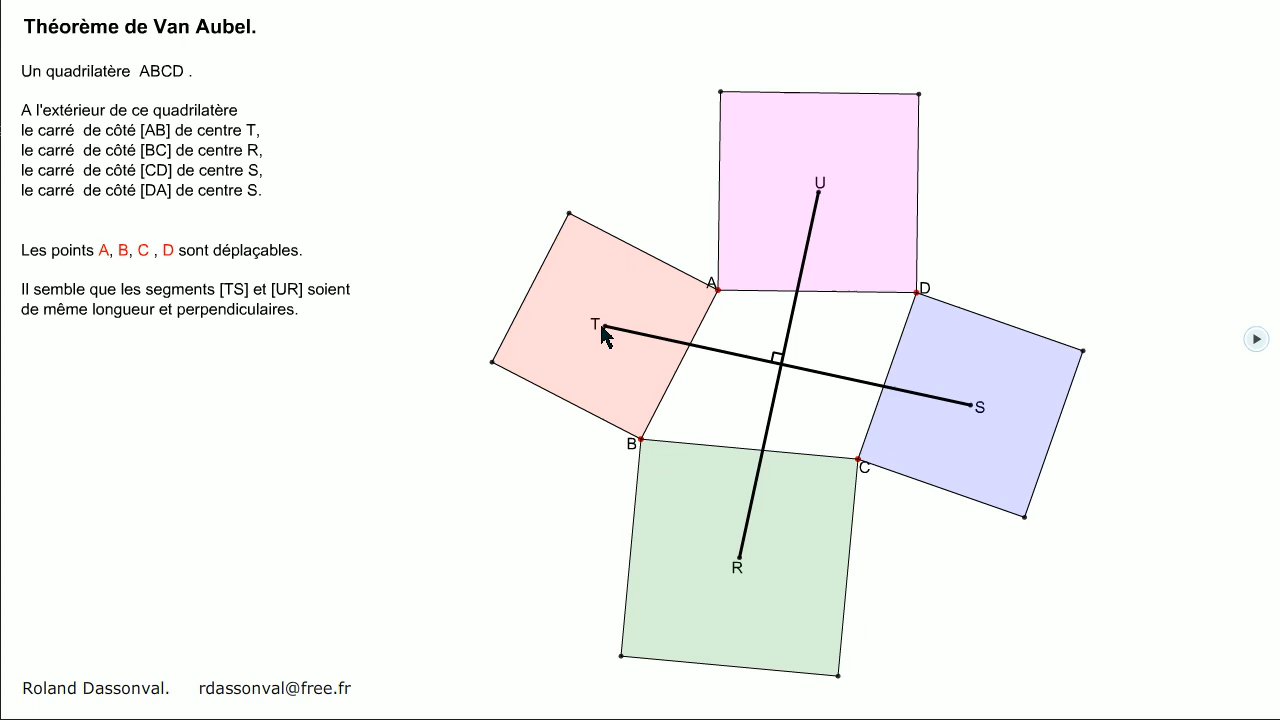 Théorème de Van Aubel.
Un quadrilatère ABCD .
A l'extérieur de ce quadrilatère
le carré de côté [AB] de centre T,
le carré de côté [BC] de centre R,
le carré de côté [CD] de centre S,
le carré de côté [DA] de centre S.
Les points A, B, C , D sont déplaçables.
Il semble que les segments [TS] et [UR] soient
de même longueur et perpendiculaires.
U
A
D
T
S
B
C
R
Roland Dassonval. rdassonval@free.fr